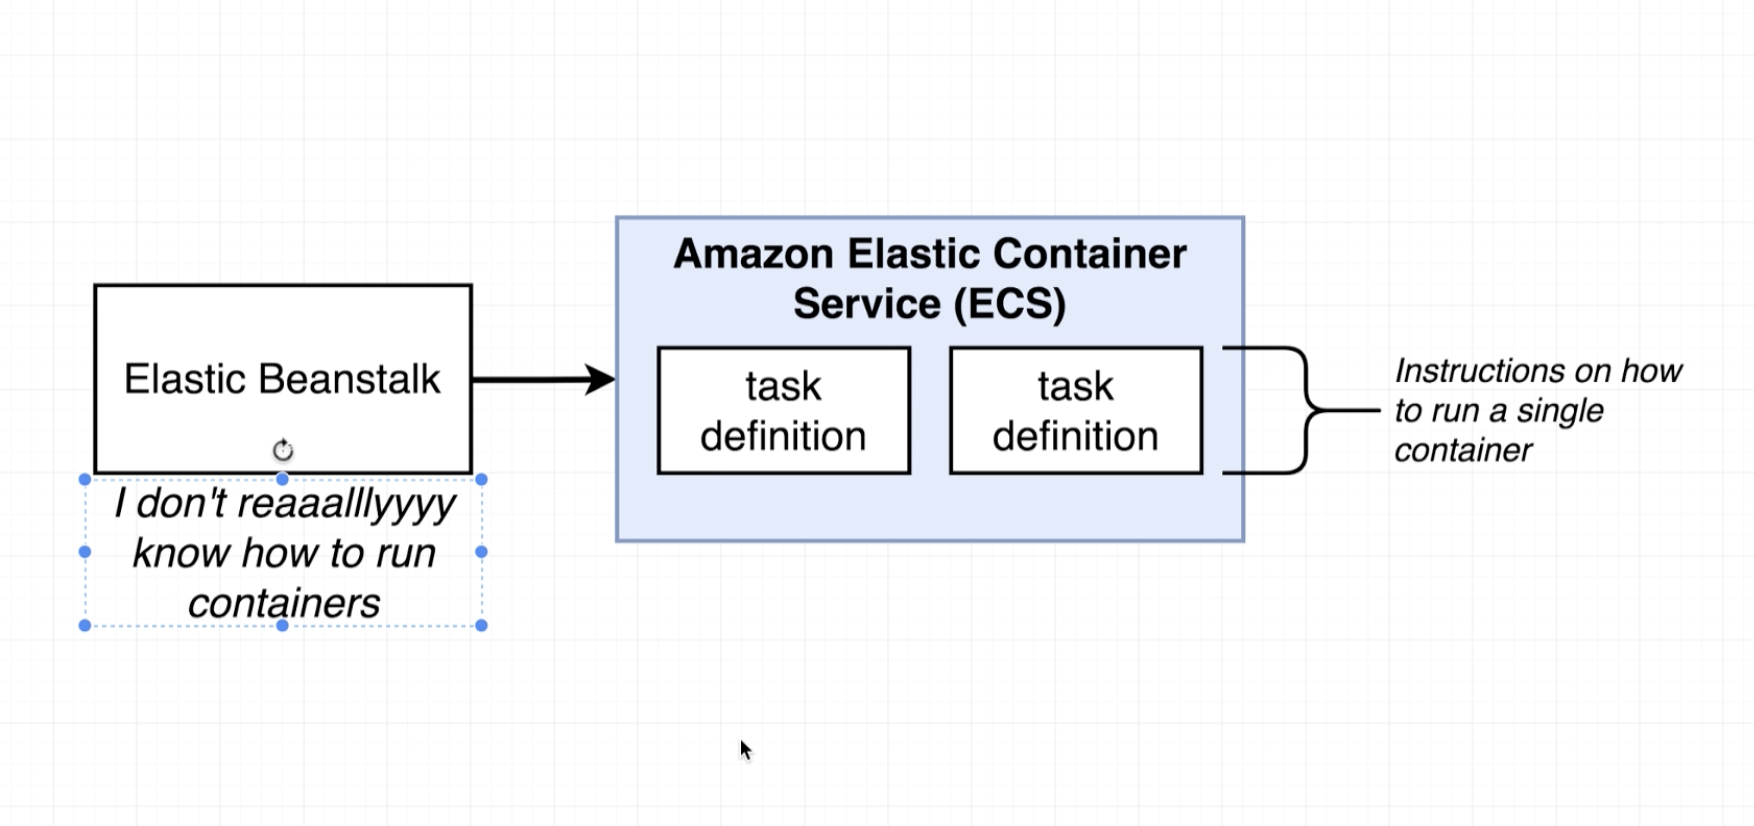 Amazon Elastic Container
Service (ECS)
Elastic Beanstalk
task
definition
task
definition
Instructions on how
to run a single
container
I don't reaaalllyyyy
know how to run
containers